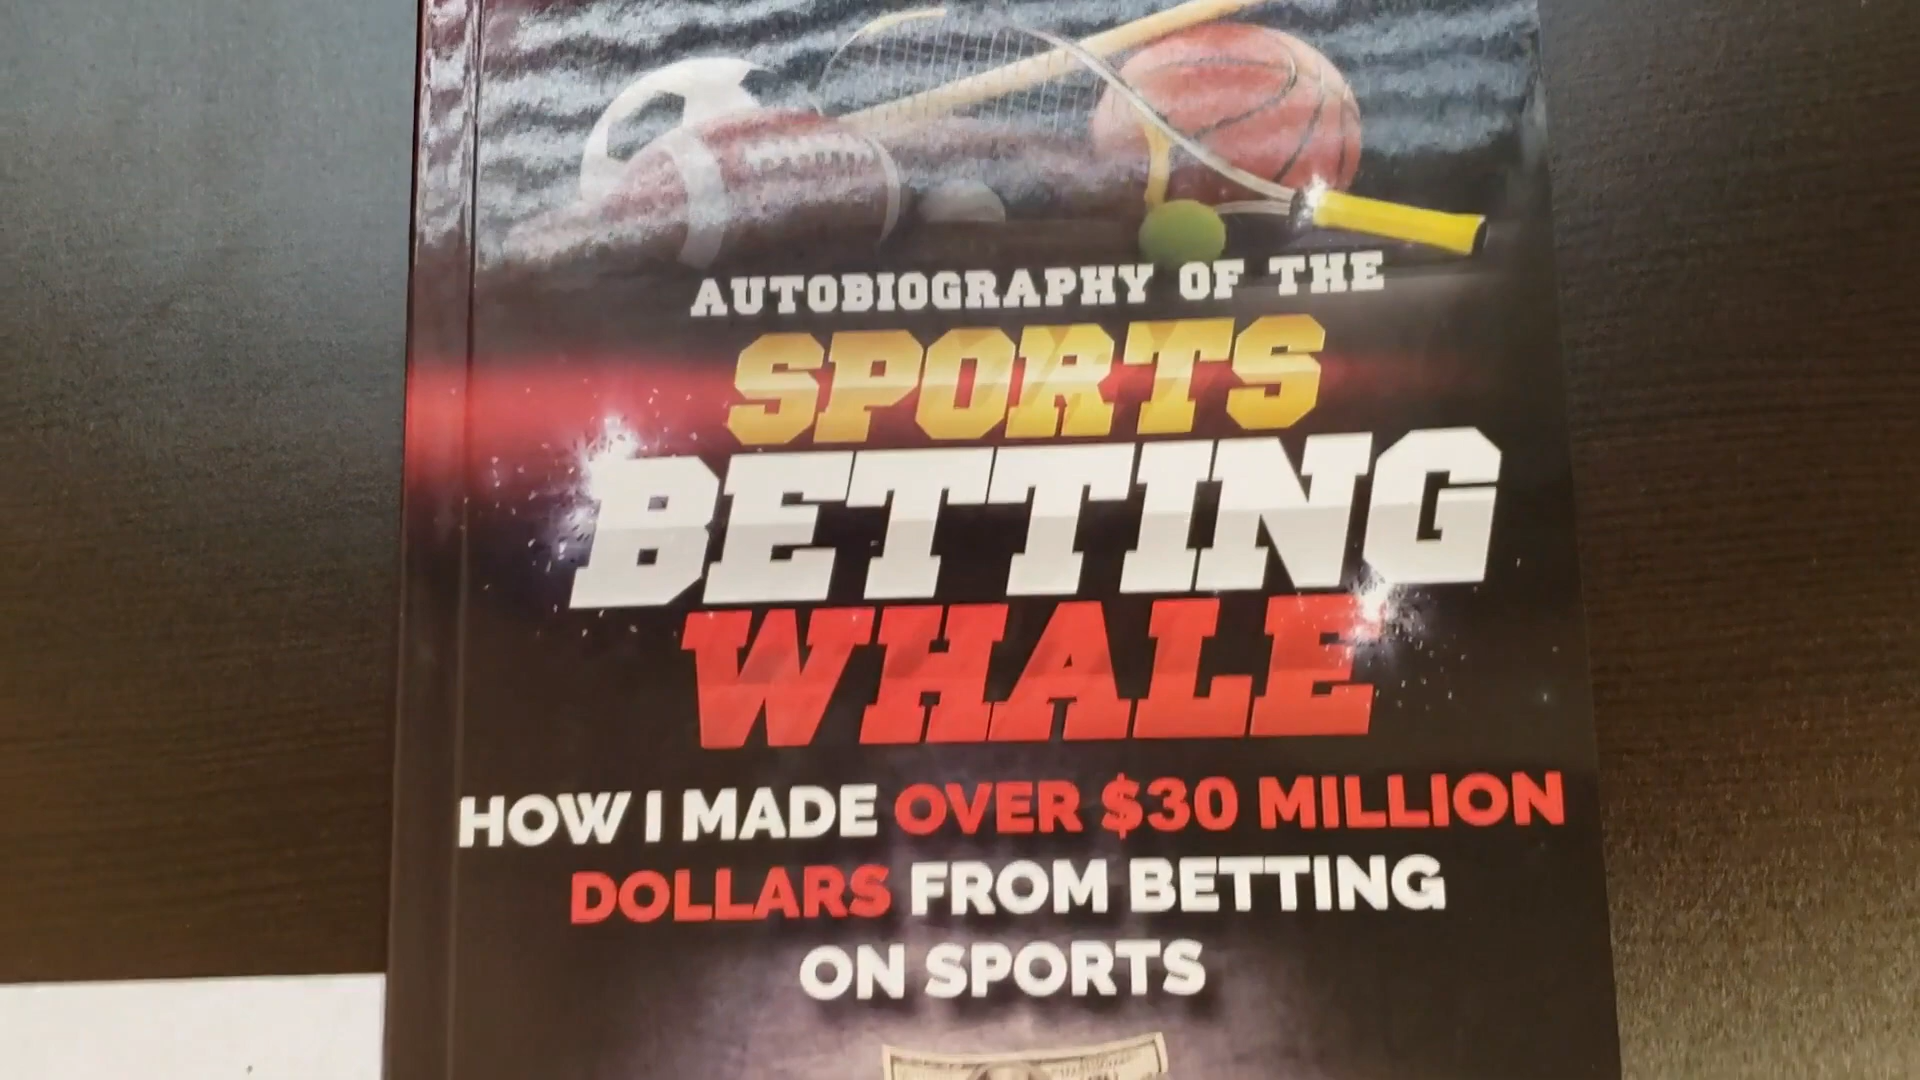 AUTOBIOGRAPHY OF THE
SPORTS
BETTING
WHALE
HOW I MADE OVER $30 MILLION
DOLLARS FROM BETTING
ON SPORTS